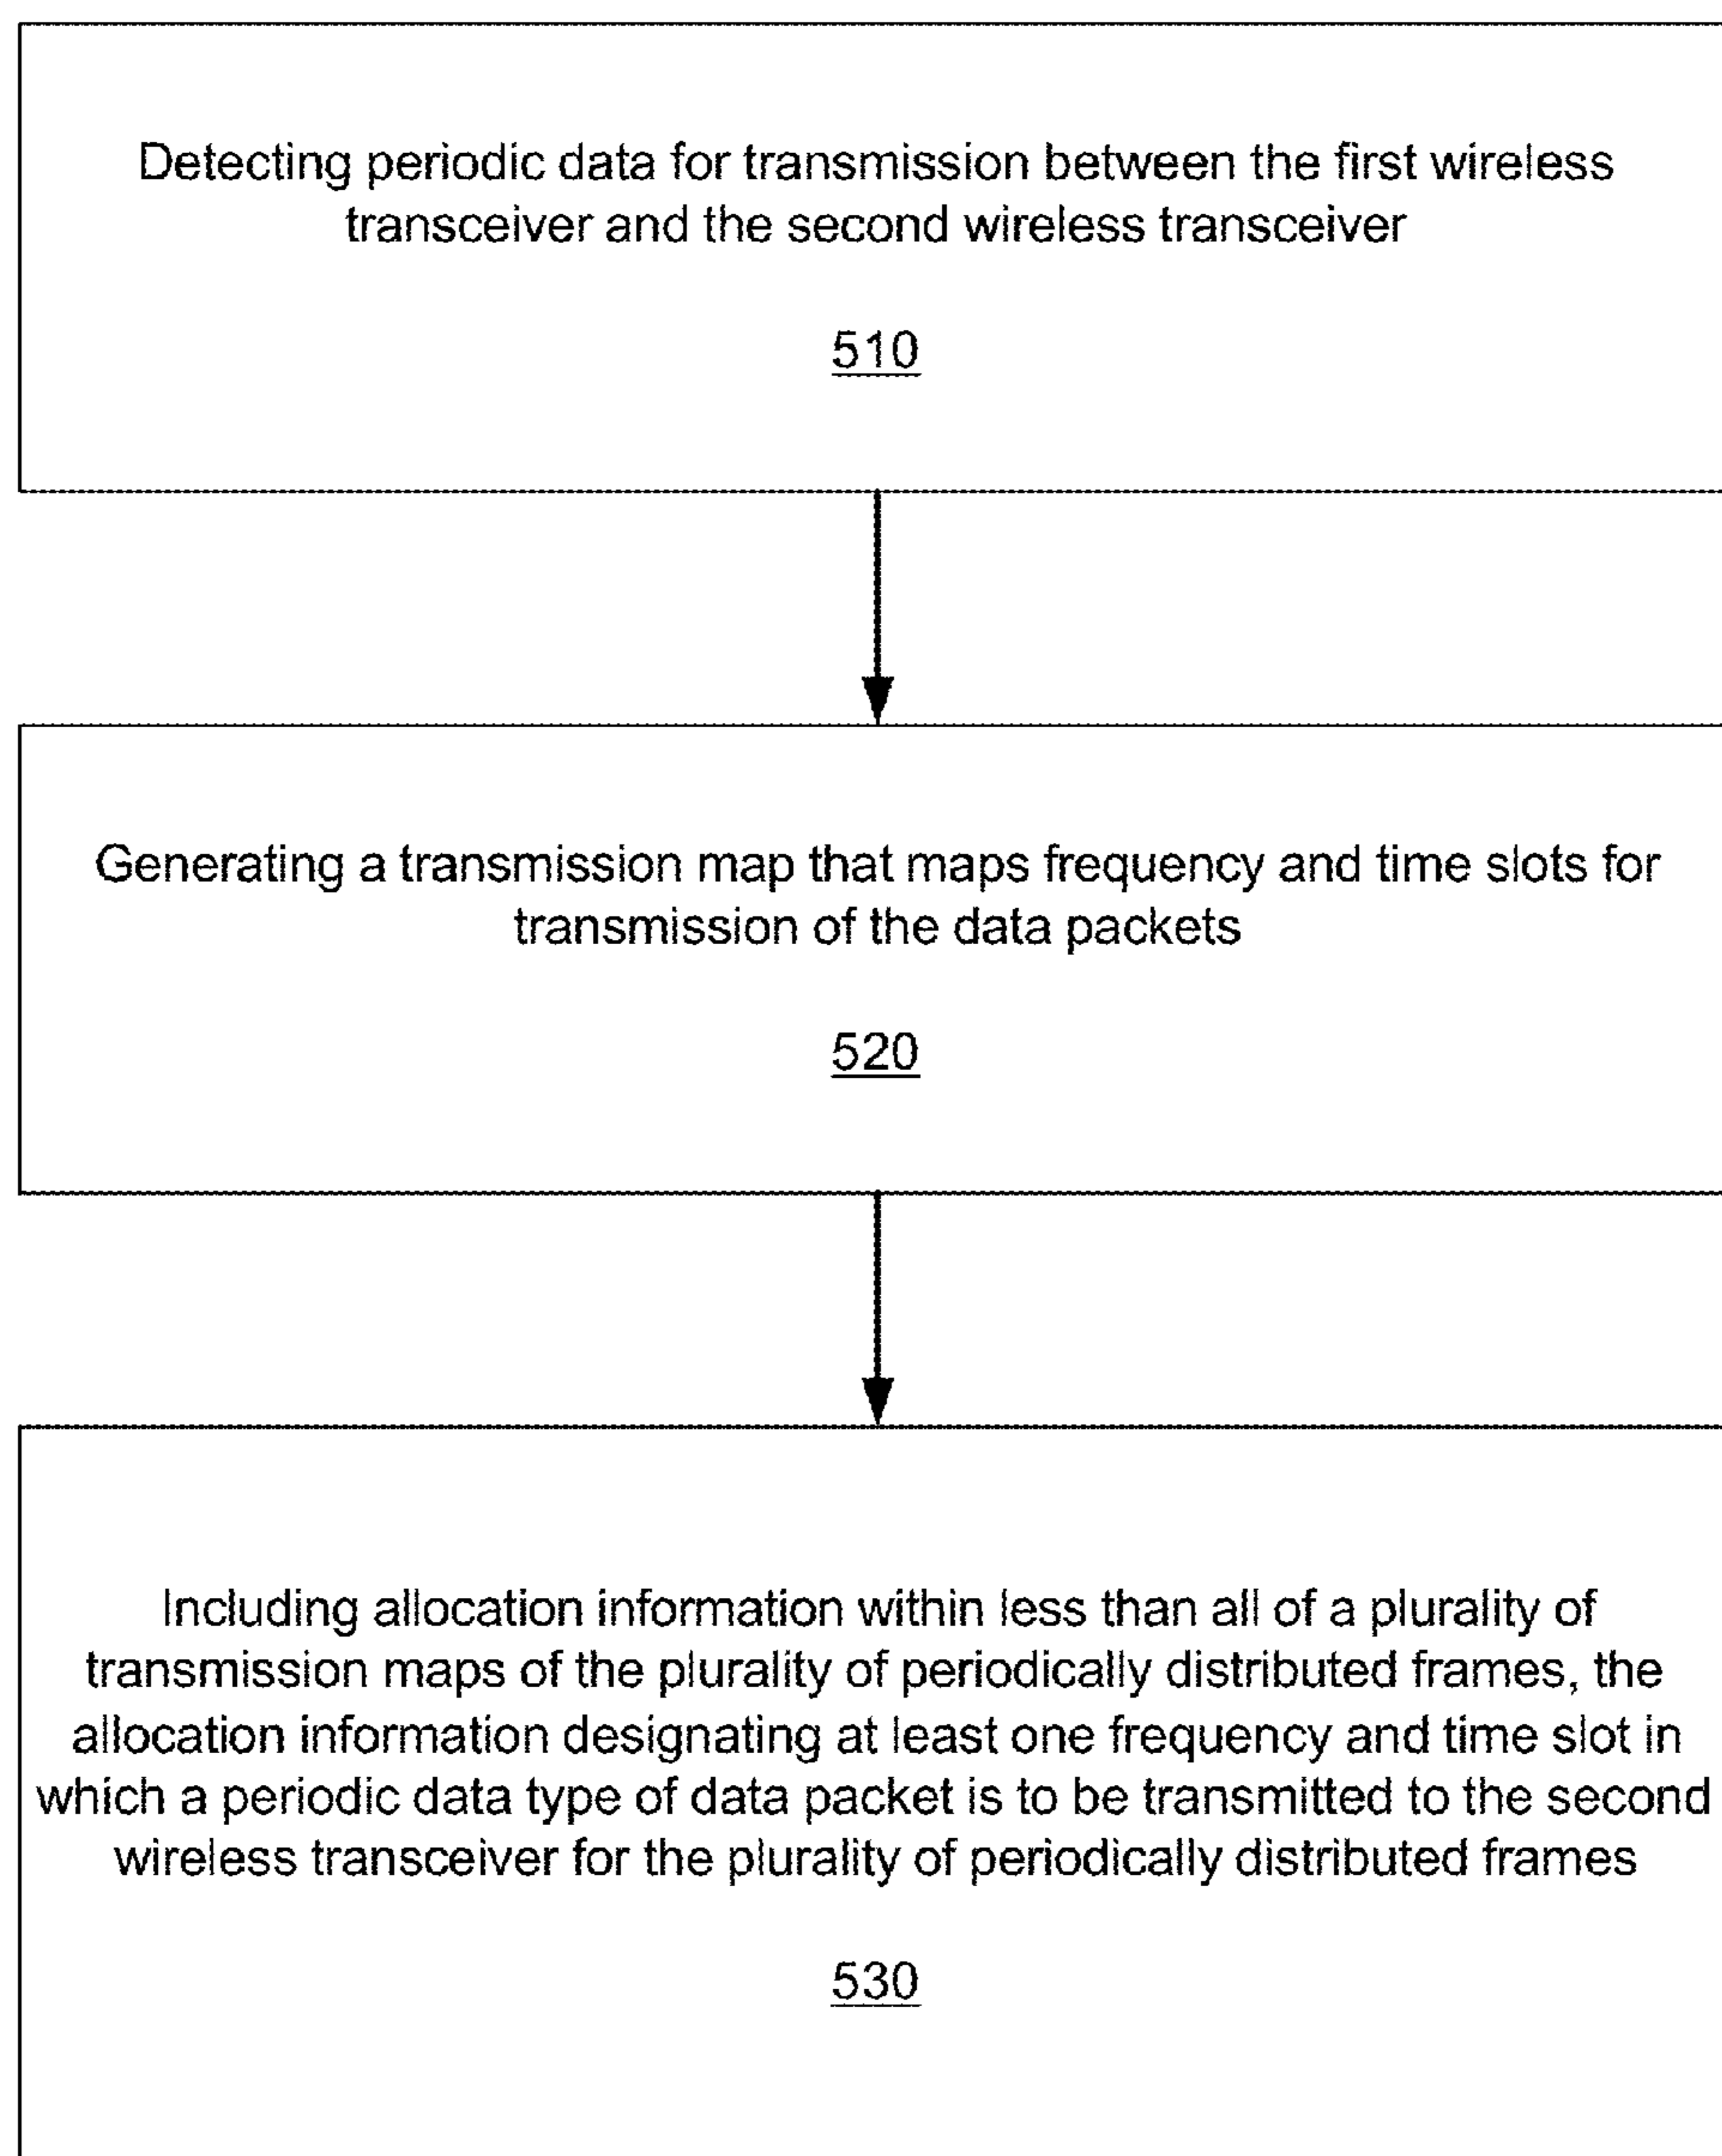 Detecting periodic data for transmission between the first wireless
transceiver and the second wireless transceiver
510
Generating a transmission map that maps frequency and time slots for
transmission of the data packets
520
Including allocation information within less than all of a plurality of
transmission maps of the plurality of periodically distributed frames, the
allocation information designating at least one frequency and time slot in
which a periodic data type of data packet is to be transmitted to the second
wireless transceiver for the plurality of periodically distributed frames
530